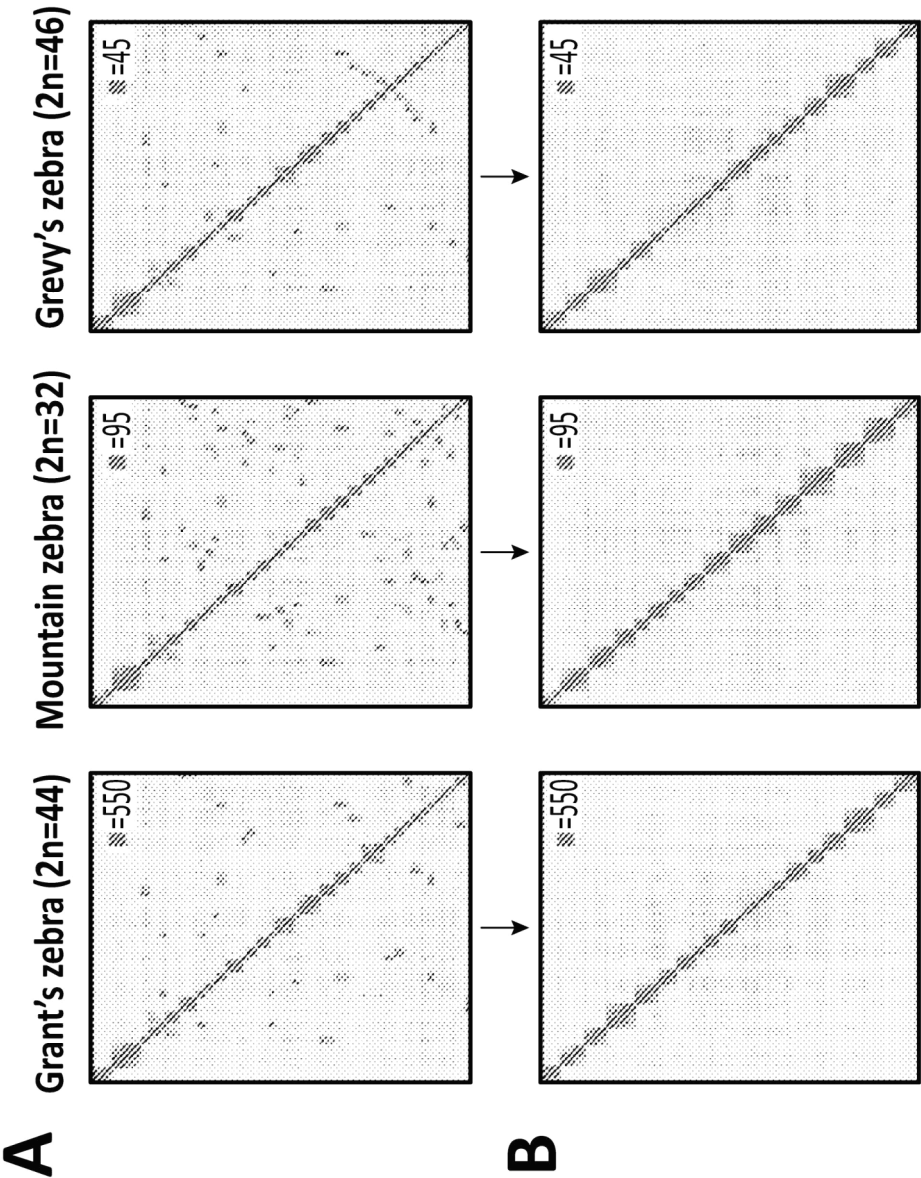 A
Grant's zebra (2n=44)
Mountain zebra (2n=32)
Grevy's zebra (2n=46)
=550
=95
=45
B
=550
=95
=45